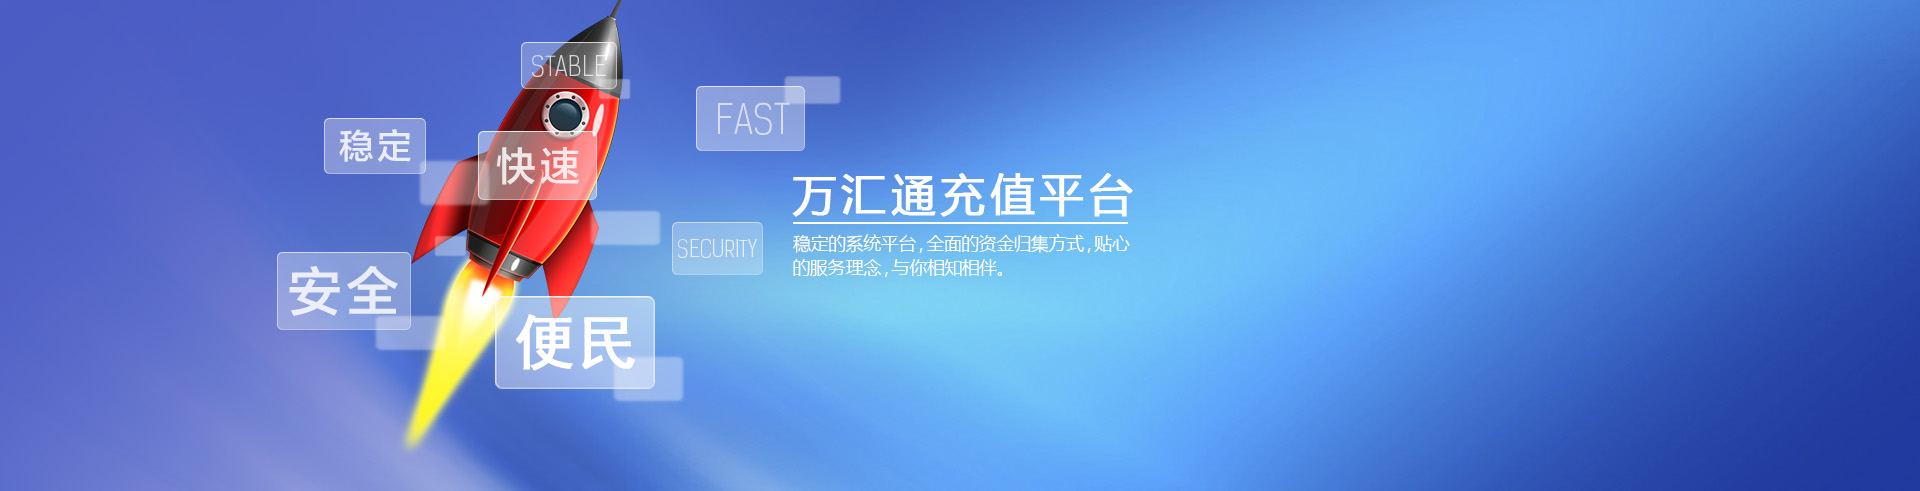 STABLE
FAST
稳定
快速
万汇通充值平台
稳定的系统平台,全面的资金归集方式,贴心
的服务理念,与你相知相伴。
SECURITY
安全
便民